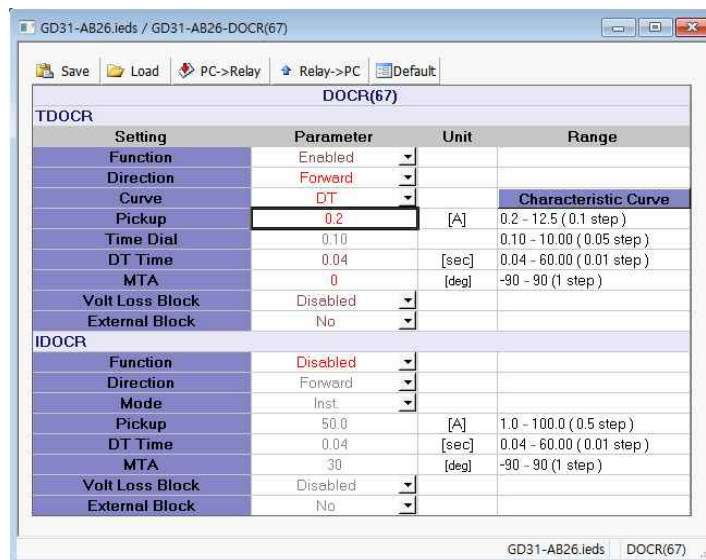 GD31-AB26.ieds / GD31-AB26-DOCR(67)
Save Load PC->Relay Relay->PC Default
DOCR(67)
TDOCR
Setting Parameter Unit Range
Function Enabled
Direction Forward
Curve DT Characteristic Curve
Pickup 0.2 [A] 0.2 - 12.5 ( 0.1 step )
Time Dial 0.10 0.10 - 10.00 ( 0.05 step )
DT Time 0.04 [sec] 0.04 - 60.00 ( 0.01 step )
MTA 0 [deg] -90 - 90 (1 step )
Volt Loss Block Disabled
External Block No
IDOCR
Function Disabled
Direction Forward
Mode Inst.
Pickup 50.0 [A] 1.0 - 100.0 ( 0.5 step )
DT Time 0.04 [sec] 0.04 - 60.00 ( 0.01 step )
MTA 30 [deg] -90 - 90 (1 step )
Volt Loss Block Disabled
External Block No
GD31-AB26.ieds DOCR(67)